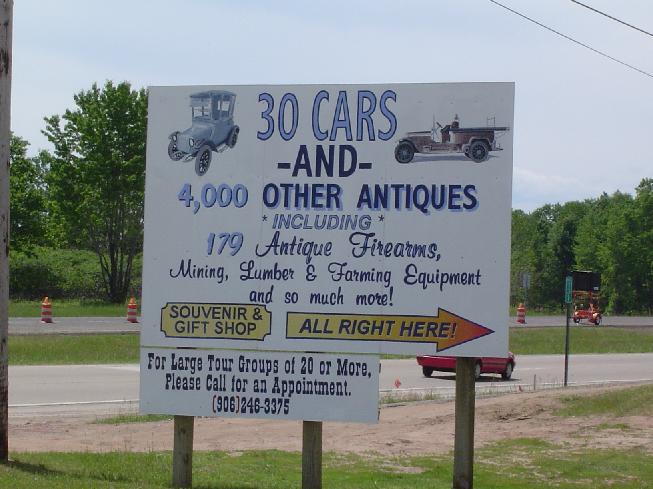 30 CARS
-AND-
4,000 OTHER ANTIQUES
*INCLUDING*
179 Antique Firearms,
Mining, Lumber & Farming Equipment
and so much more!
SOUVENIR &
GIFT SHOP
ALL RIGHT HERE!
For Large Tour Groups of 20 or More,
Please Call for an Appointment.
(906)246-3375